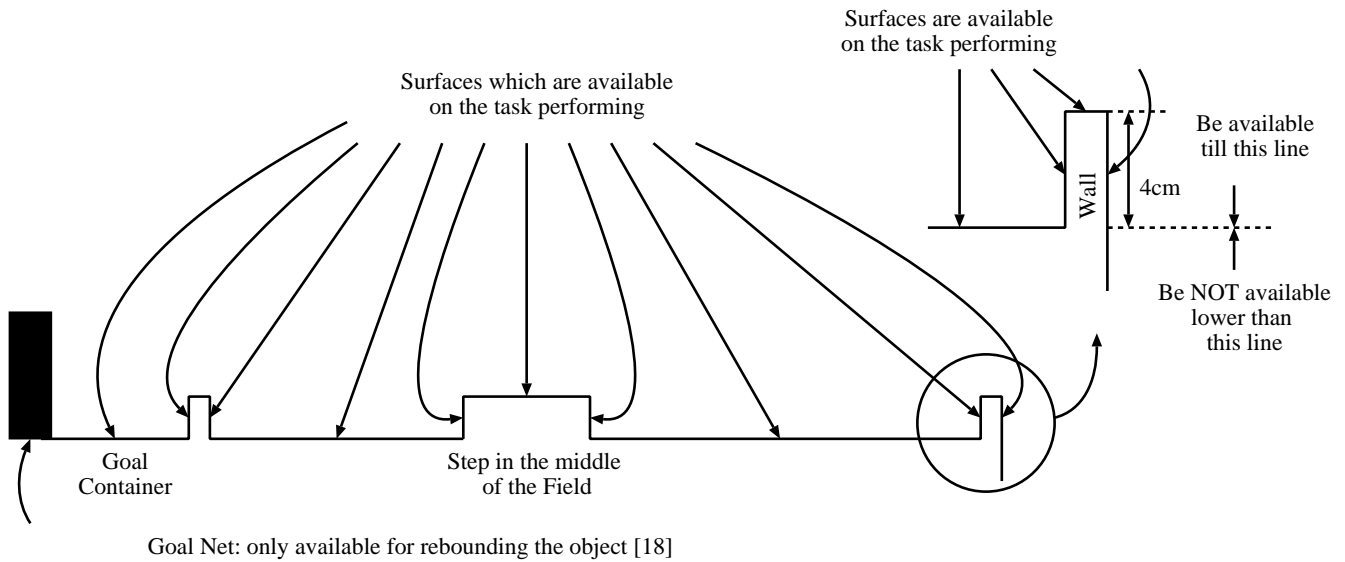 Surfaces are available
on the task performing
Surfaces which are available
on the task performing
Be available
till this line
Wall
4cm
Be NOT available
lower than
this line
Goal
Container
Step in the middle
of the Field
Goal Net: only available for rebounding the object [18]